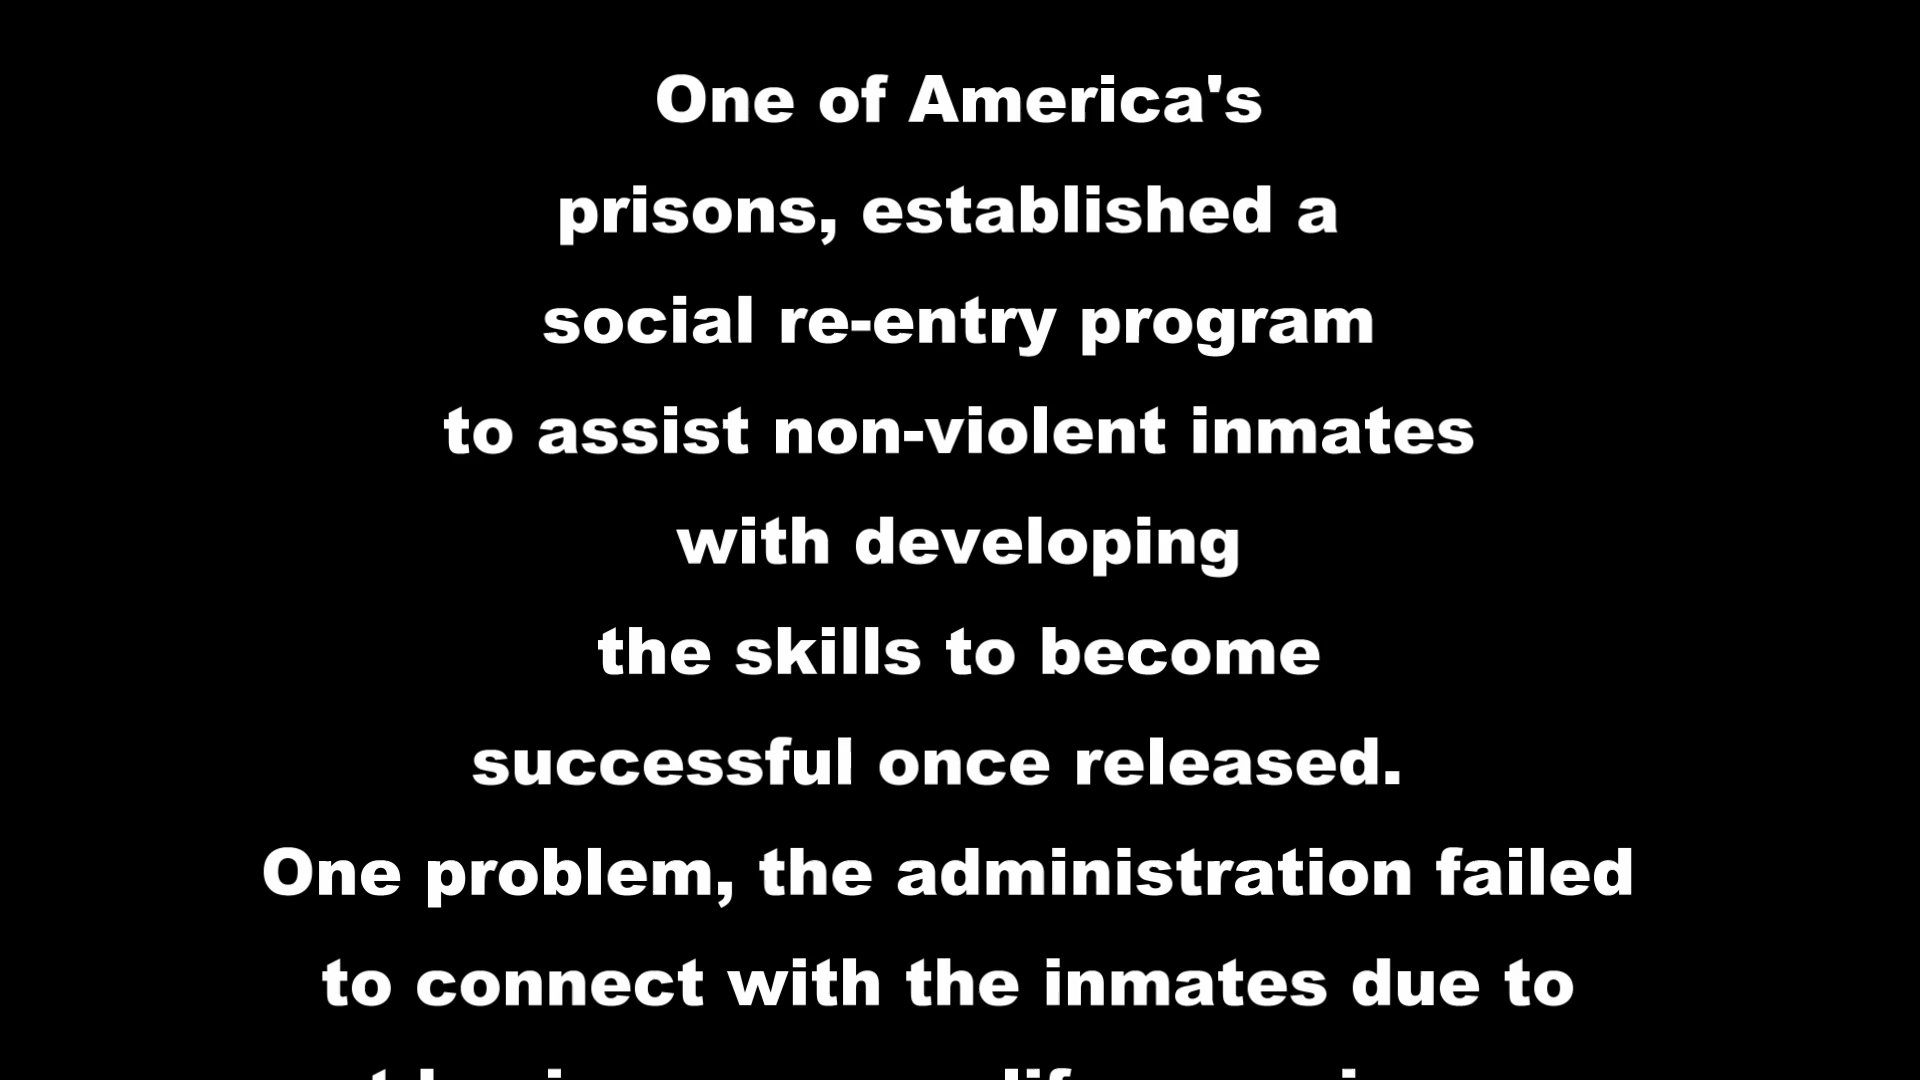 One of America's
prisons, established a
social re-entry program
to assist non-violent inmates
with developing
the skills to become
successful once released.
One problem, the administration failed
to connect with the inmates due to